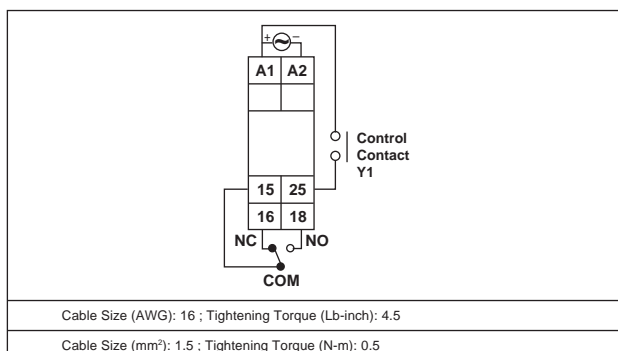 + ~ −
A1 A2
Control
Contact
Y1
15 25
16 18
NC NO
COM
Cable Size (AWG): 16 ; Tightening Torque (Lb-inch): 4.5
Cable Size (mm²): 1.5 ; Tightening Torque (N-m): 0.5